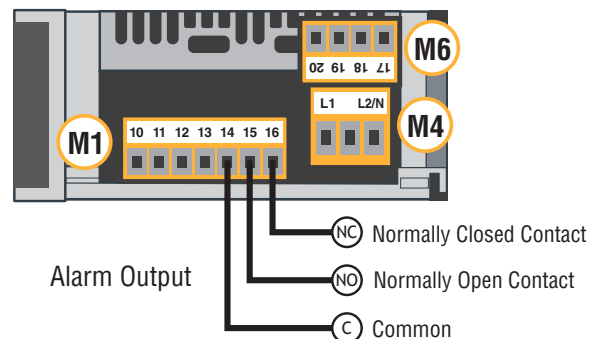 M6
20 19 18 17
L1 L2/N
M4
M1
10 11 12 13 14 15 16
NC Normally Closed Contact
Alarm Output
NO Normally Open Contact
C Common